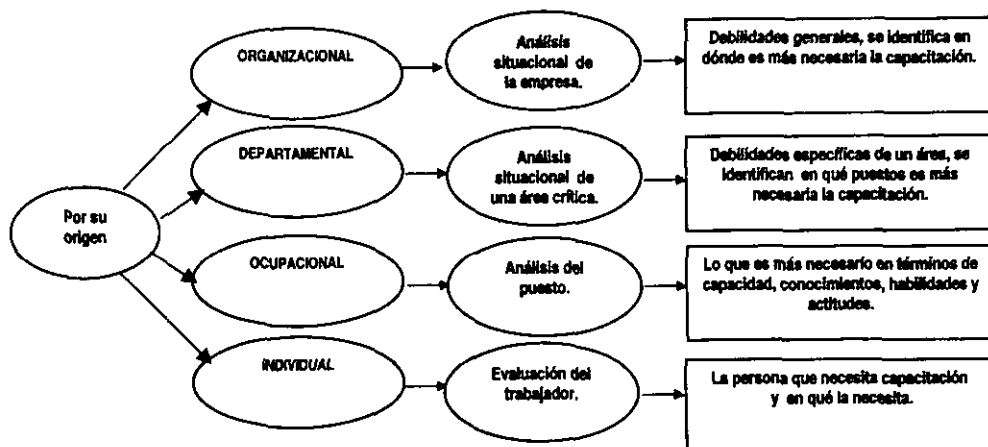 Por su
origen
ORGANIZACIONAL
Análisis
situacional de
la empresa.
Debilidades generales, se identifica en
dónde es más necesaria la capacitación.
DEPARTAMENTAL
Análisis
situacional de
una área crítica.
Debilidades específicas de un área, se
identifican en qué puestos es más
necesaria la capacitación.
OCUPACIONAL
Análisis del
puesto.
Lo que es más necesario en términos de
capacidad, conocimientos, habilidades y
actitudes.
INDIVIDUAL
Evaluación del
trabajador.
La persona que necesita capacitación
y en qué la necesita.